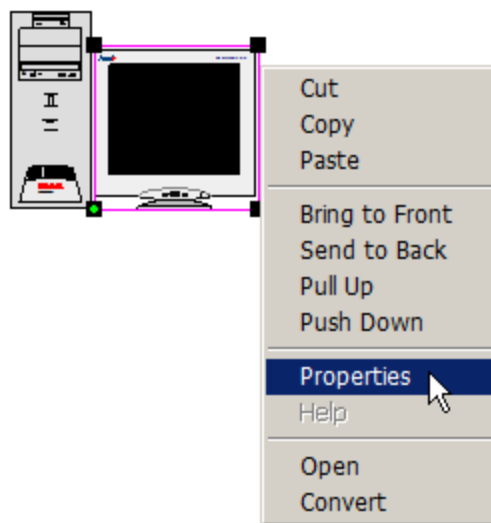 Cut
Copy
Paste
Bring to Front
Send to Back
Pull Up
Push Down
Properties
Help
Open
Convert